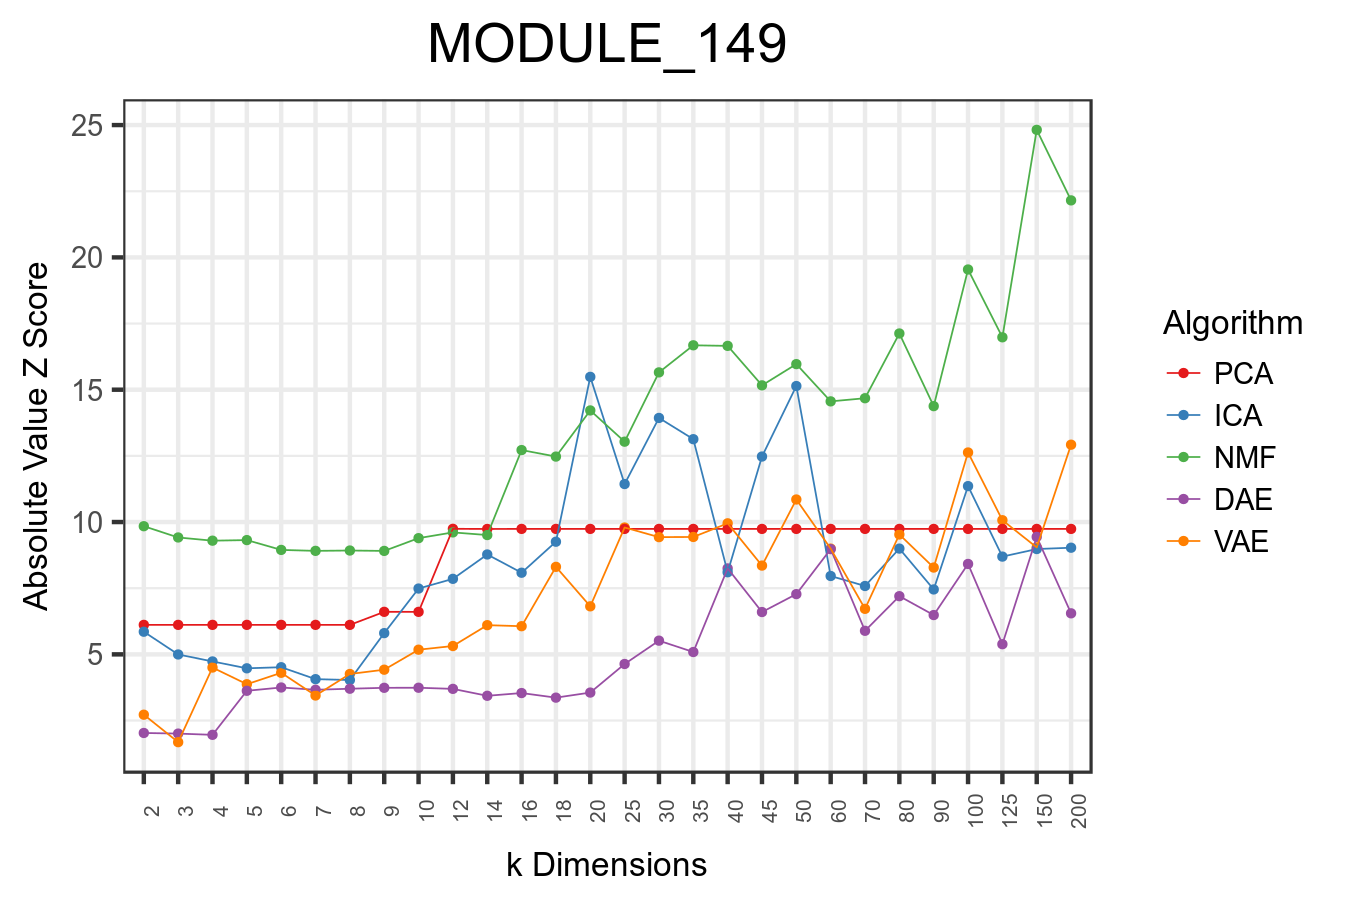 MODULE_149
Absolute Value Z Score
25
20
15
10
5
2 3 4 5 6 7 8 9 10 12 14 16 18 20 25 30 35 40 45 50 60 70 80 90 100 125 150 200
k Dimensions
Algorithm
PCA
ICA
NMF
DAE
VAE